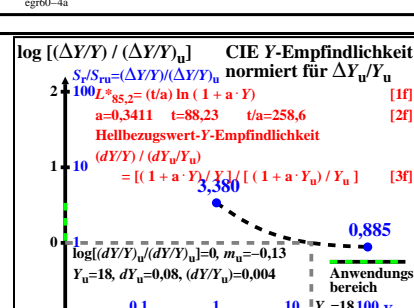 egr60-4a
log [(ΔY/Y) / (ΔY/Y)u] CIE Y-Empfindlichkeit
Sr/Sru=(ΔY/Y)/(ΔY/Y)u normiert für ΔYu/Yu
2 100 L*85,2= (t/a) ln ( 1 + a·Y) [1f]
a=0,3411 t=88,23 t/a=258,6 [2f]
Hellbezugswert-Y-Empfindlichkeit
(dY/Y) / (dYu/Yu)
1 10
= [( 1 + a·Y) / Y ] / [ ( 1 + a·Yu) / Yu ] [3f]
3,380
0,885
0 1
log[(dY/Y)u/(dY/Y)u]=0, mu=−0,13
Yu=18, dYu=0,08, (dY/Y)u=0,004
Anwendungs
bereich
0,1 1 10 =18 100